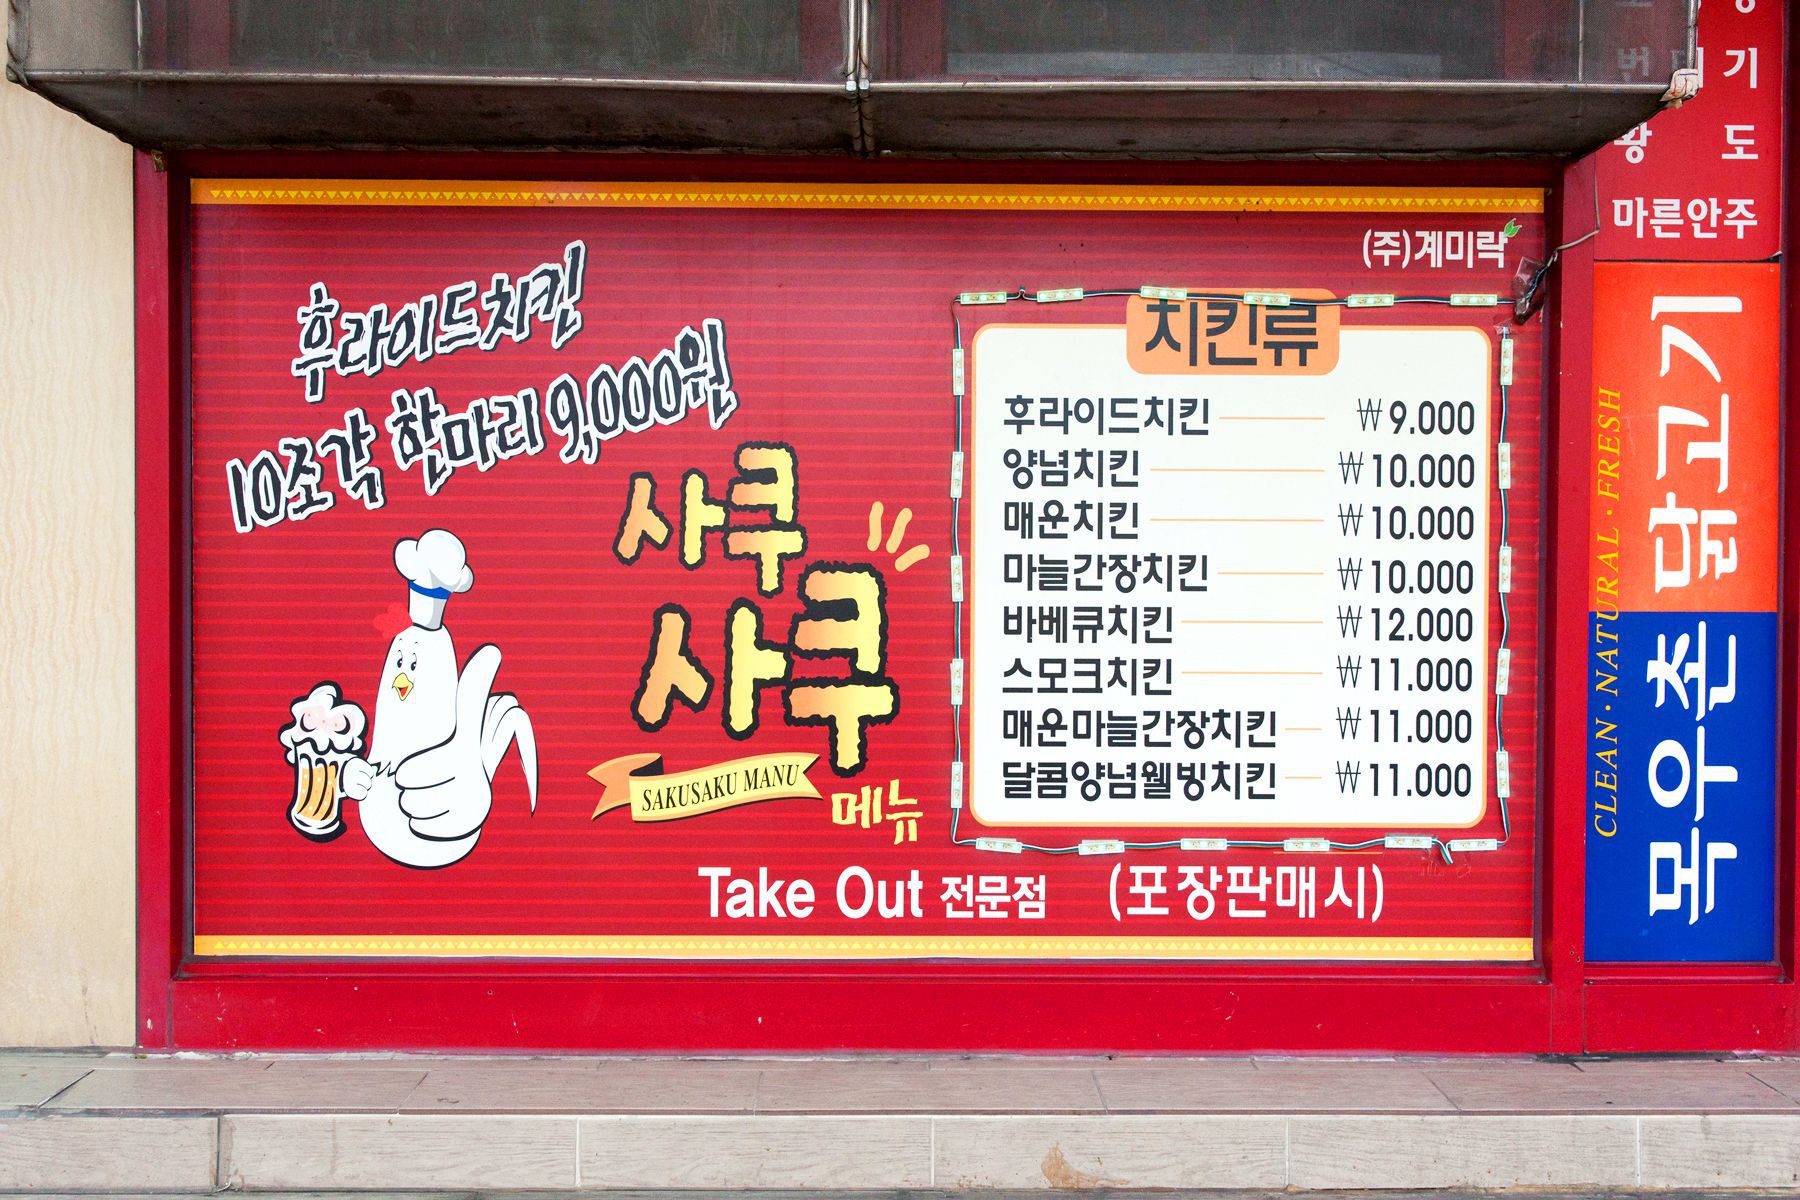 후라이드치킨
10조각 한마리 9,000원
사쿠
사쿠
SAKUSAKU MANU
메뉴
(주)계미락
치킨류
후라이드치킨 ₩9.000
양념치킨 ₩10.000
매운치킨 ₩10.000
마늘간장치킨 ₩10.000
바베큐치킨 ₩12.000
스모크치킨 ₩11.000
매운마늘간장치킨 ₩11.000
달콤양념웰빙치킨 ₩11.000
Take Out 전문점 (포장판매시)
황도
마른안주
CLEAN·NATURAL·FRESH
목우촌 닭고기